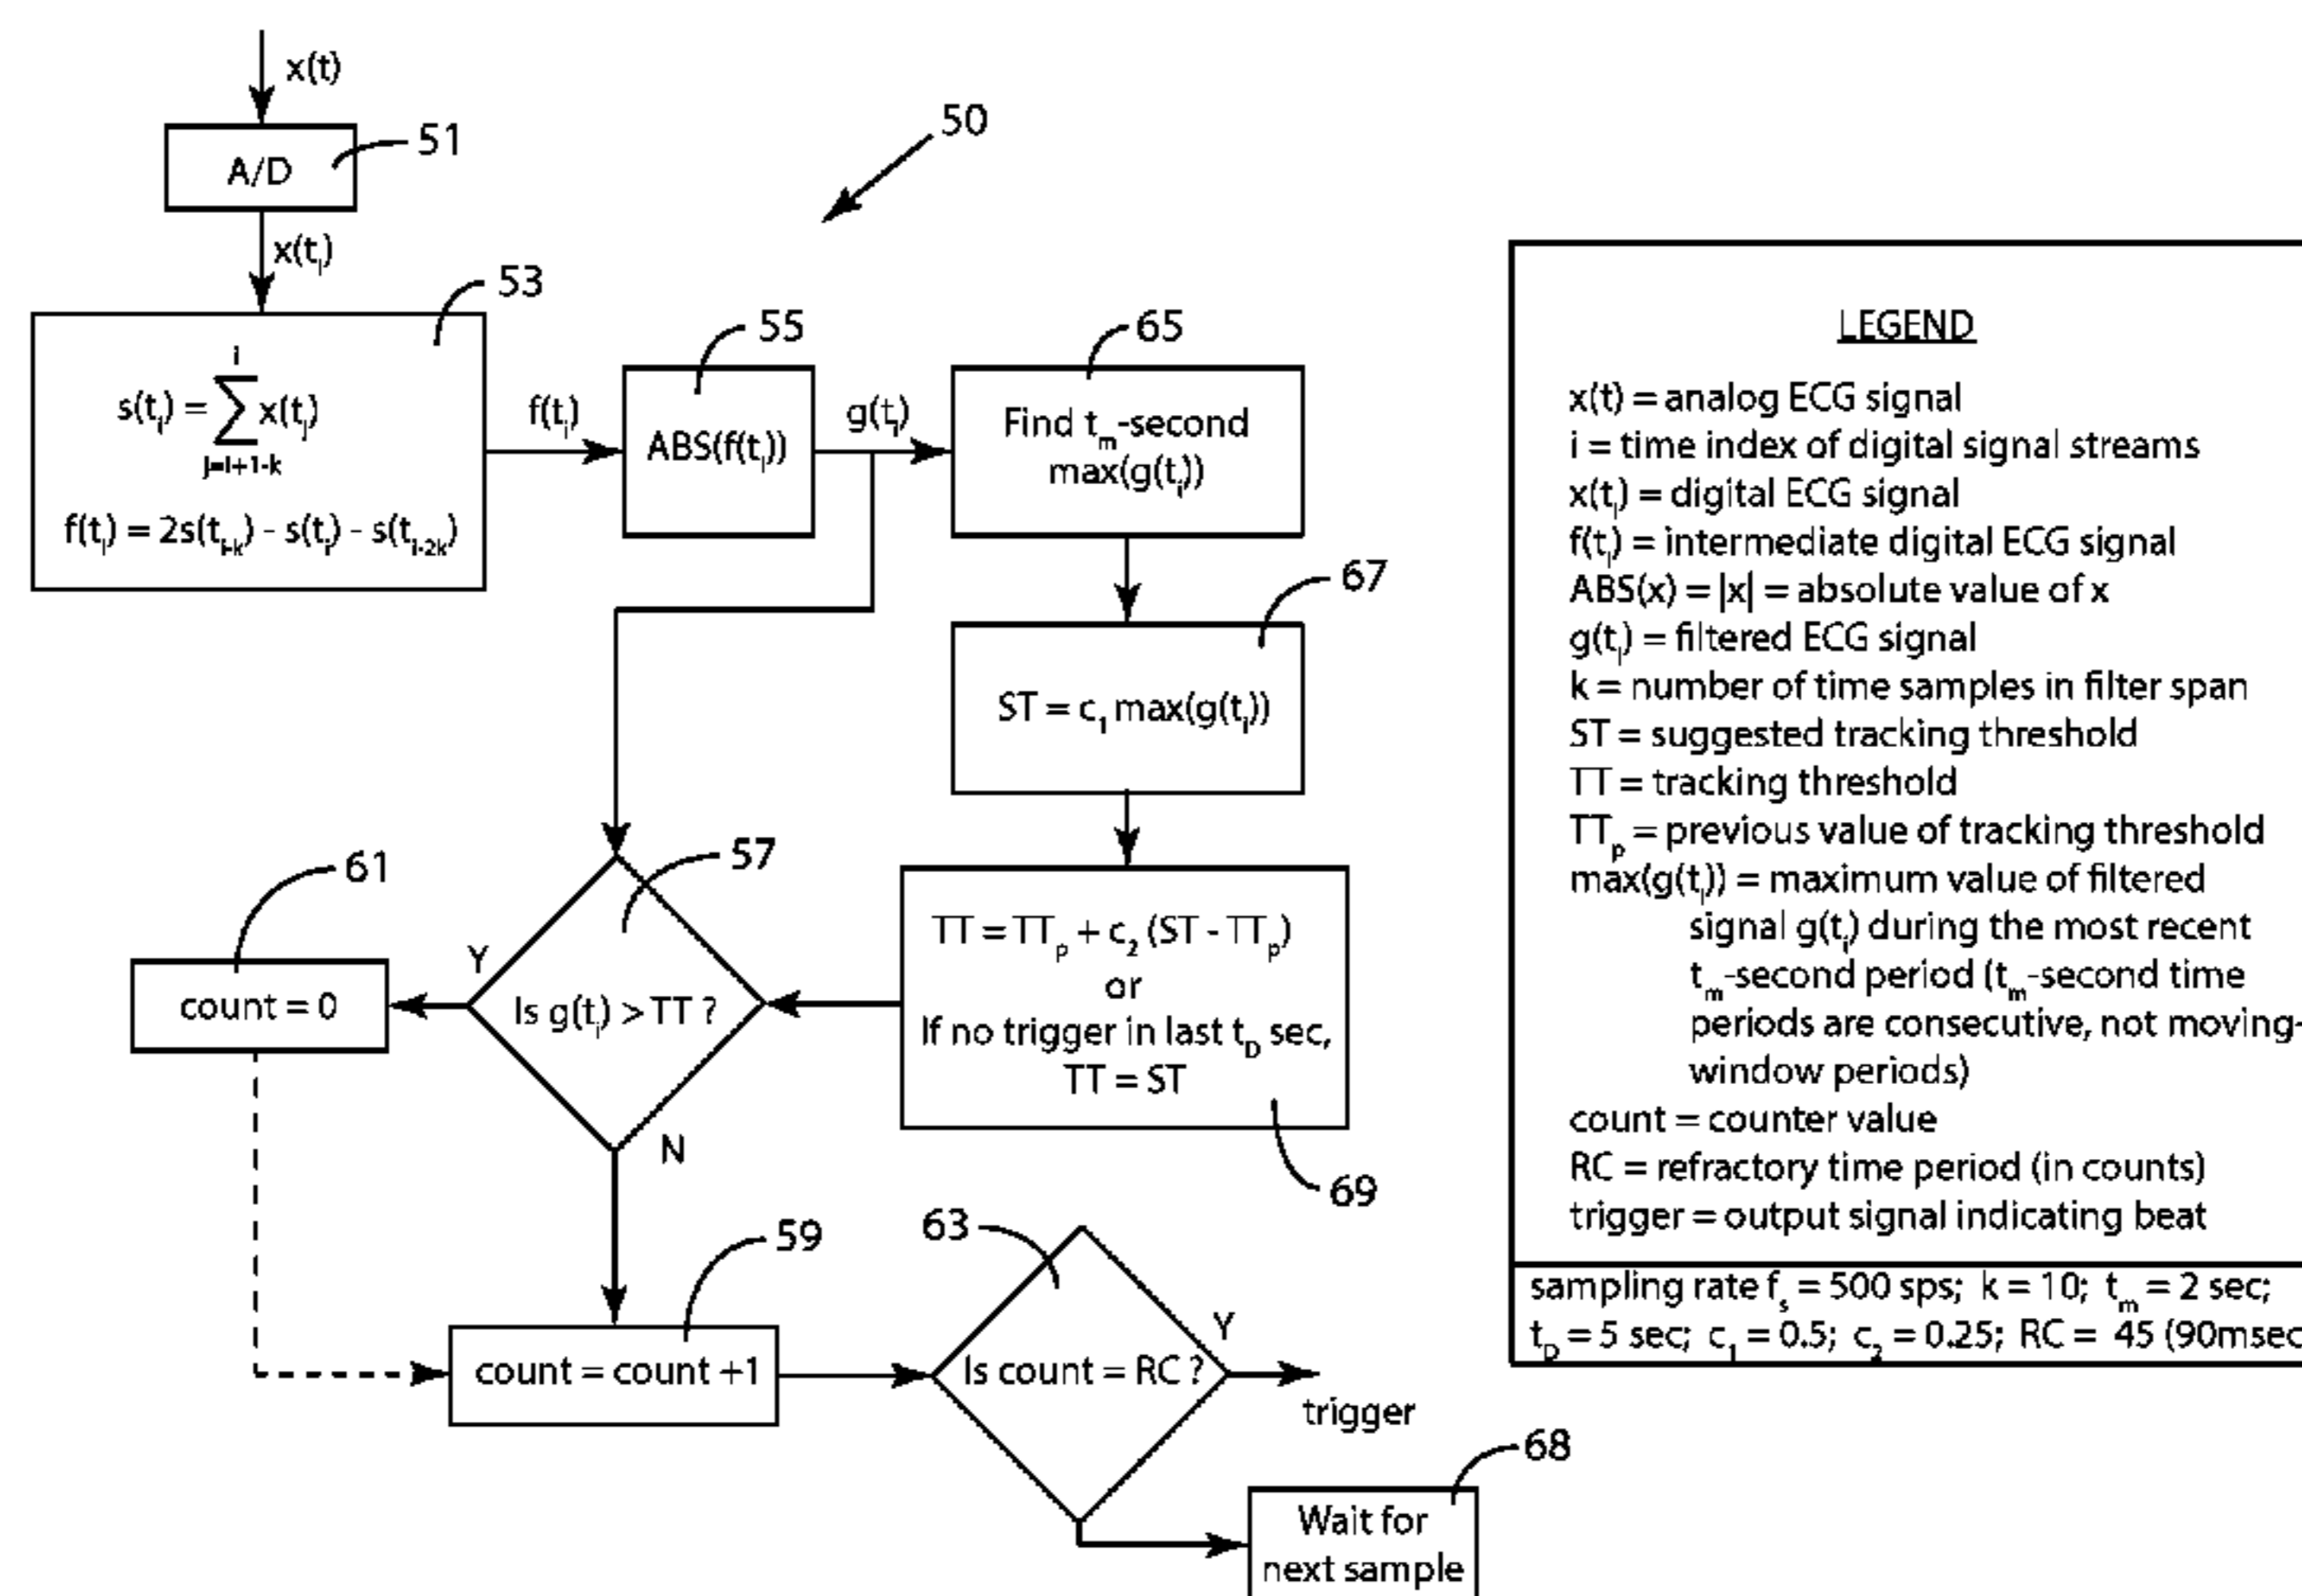 x(t)
50
51
A/D
x(tᵢ)
53
s(tᵢ) = ∑ x(tⱼ)
i
j=i+1-k
f(tᵢ) = 2s(tᵢ₋ₖ) - s(tᵢ) - s(tᵢ₋₂ₖ)
f(tᵢ)
55
ABS(f(tᵢ))
g(tᵢ)
65
Find tₘ-second
max(g(tᵢ))
67
ST = c₁ max(g(tᵢ))
69
TT = TTₚ + c₂ (ST - TTₚ)
or
If no trigger in last t_D sec,
TT = ST
57
Is g(tᵢ) > TT ?
Y
N
61
count = 0
59
count = count +1
63
Is count = RC ?
Y
trigger
68
Wait for
next sample
LEGEND
x(t) = analog ECG signal
i = time index of digital signal streams
x(tᵢ) = digital ECG signal
f(tᵢ) = intermediate digital ECG signal
ABS(x) = |x| = absolute value of x
g(tᵢ) = filtered ECG signal
k = number of time samples in filter span
ST = suggested tracking threshold
TT = tracking threshold
TTₚ = previous value of tracking threshold
max(g(tᵢ)) = maximum value of filtered
signal g(tᵢ) during the most recent
tₘ-second period (tₘ-second time
periods are consecutive, not moving-
window periods)
count = counter value
RC = refractory time period (in counts)
trigger = output signal indicating beat
sampling rate fₛ = 500 sps; k = 10; tₘ = 2 sec;
t_D = 5 sec; c₁ = 0.5; c₂ = 0.25; RC = 45 (90msec